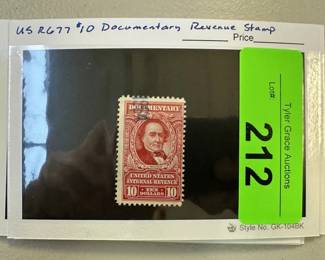 US R677 $10 Documentary Revenue Stamp
Price
Lot#:
212
Tyler Grace Auctions
DOCUMENTARY
UNITED STATES
INTERNAL REVENUE
10 TEN DOLLARS 10
Style No. GK-104BK